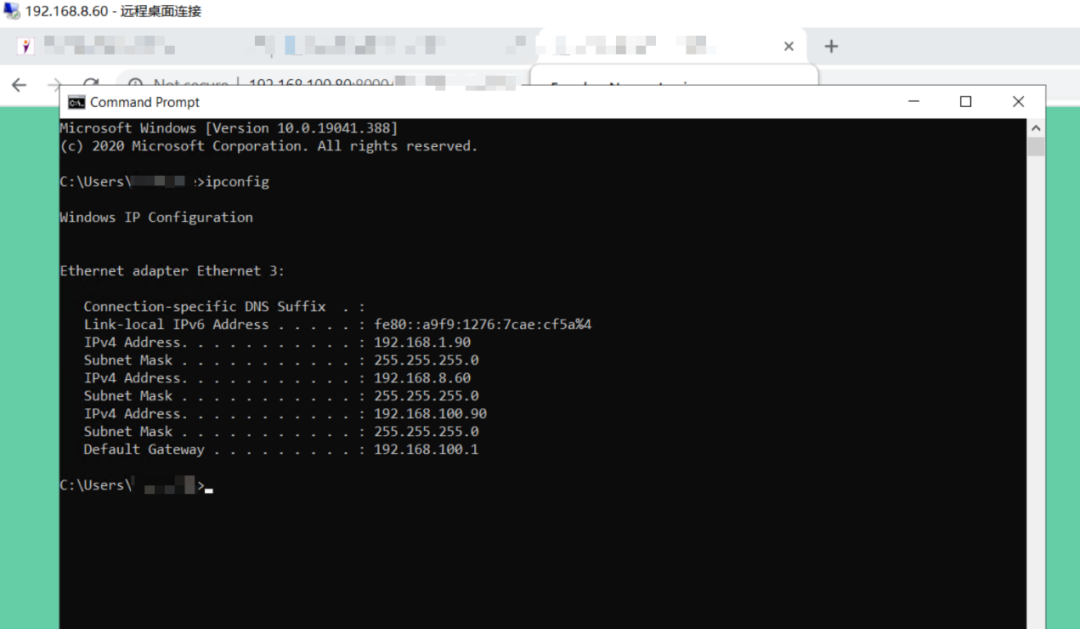 192.168.8.60 - 远程桌面连接
Not secure | 192.168.100.80:8000/
Command Prompt
Microsoft Windows [Version 10.0.19041.388]
(c) 2020 Microsoft Corporation. All rights reserved.
C:\Users\ >ipconfig
Windows IP Configuration
Ethernet adapter Ethernet 3:
Connection-specific DNS Suffix . :
Link-local IPv6 Address . . . . . : fe80::a9f9:1276:7cae:cf5a%4
IPv4 Address. . . . . . . . . . . : 192.168.1.90
Subnet Mask . . . . . . . . . . . : 255.255.255.0
IPv4 Address. . . . . . . . . . . : 192.168.8.60
Subnet Mask . . . . . . . . . . . : 255.255.255.0
IPv4 Address. . . . . . . . . . . : 192.168.100.90
Subnet Mask . . . . . . . . . . . : 255.255.255.0
Default Gateway . . . . . . . . . : 192.168.100.1
C:\Users\ >